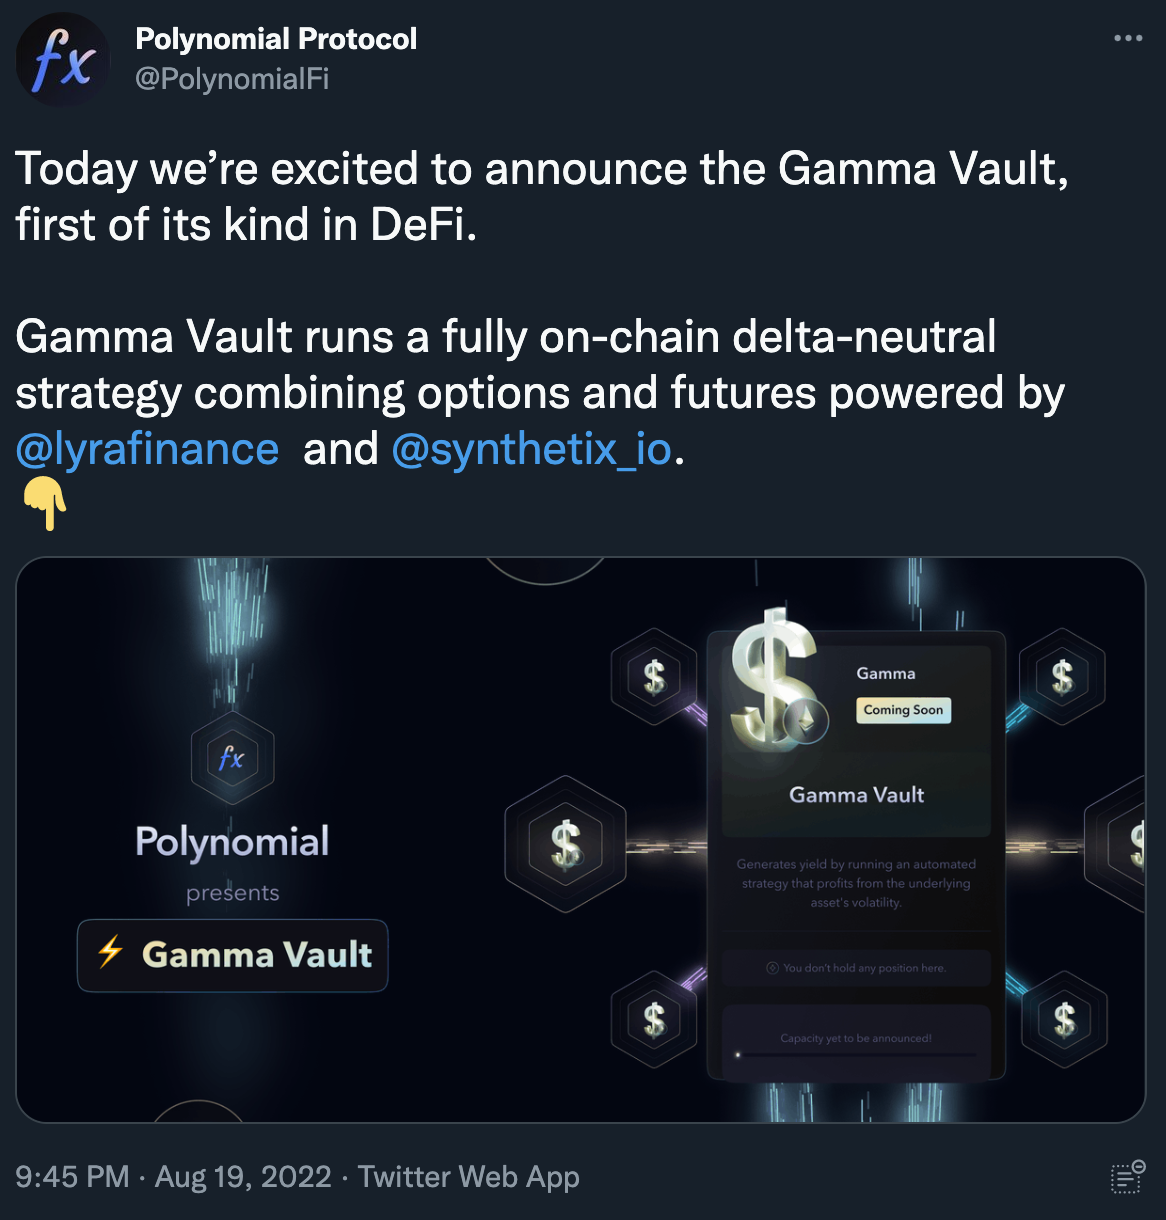 fx
Polynomial Protocol
@PolynomialFi
Today we’re excited to announce the Gamma Vault,
first of its kind in DeFi.
Gamma Vault runs a fully on-chain delta-neutral
strategy combining options and futures powered by
@lyrafinance and @synthetix_io.
fx
Polynomial
presents
⚡ Gamma Vault
$
$
$
$
Gamma
Coming Soon
Gamma Vault
Generates yield by running an automated
strategy that profits from the underlying
asset's volatility.
You don't hold any position here.
Capacity yet to be announced!
$
$
$
9:45 PM · Aug 19, 2022 · Twitter Web App